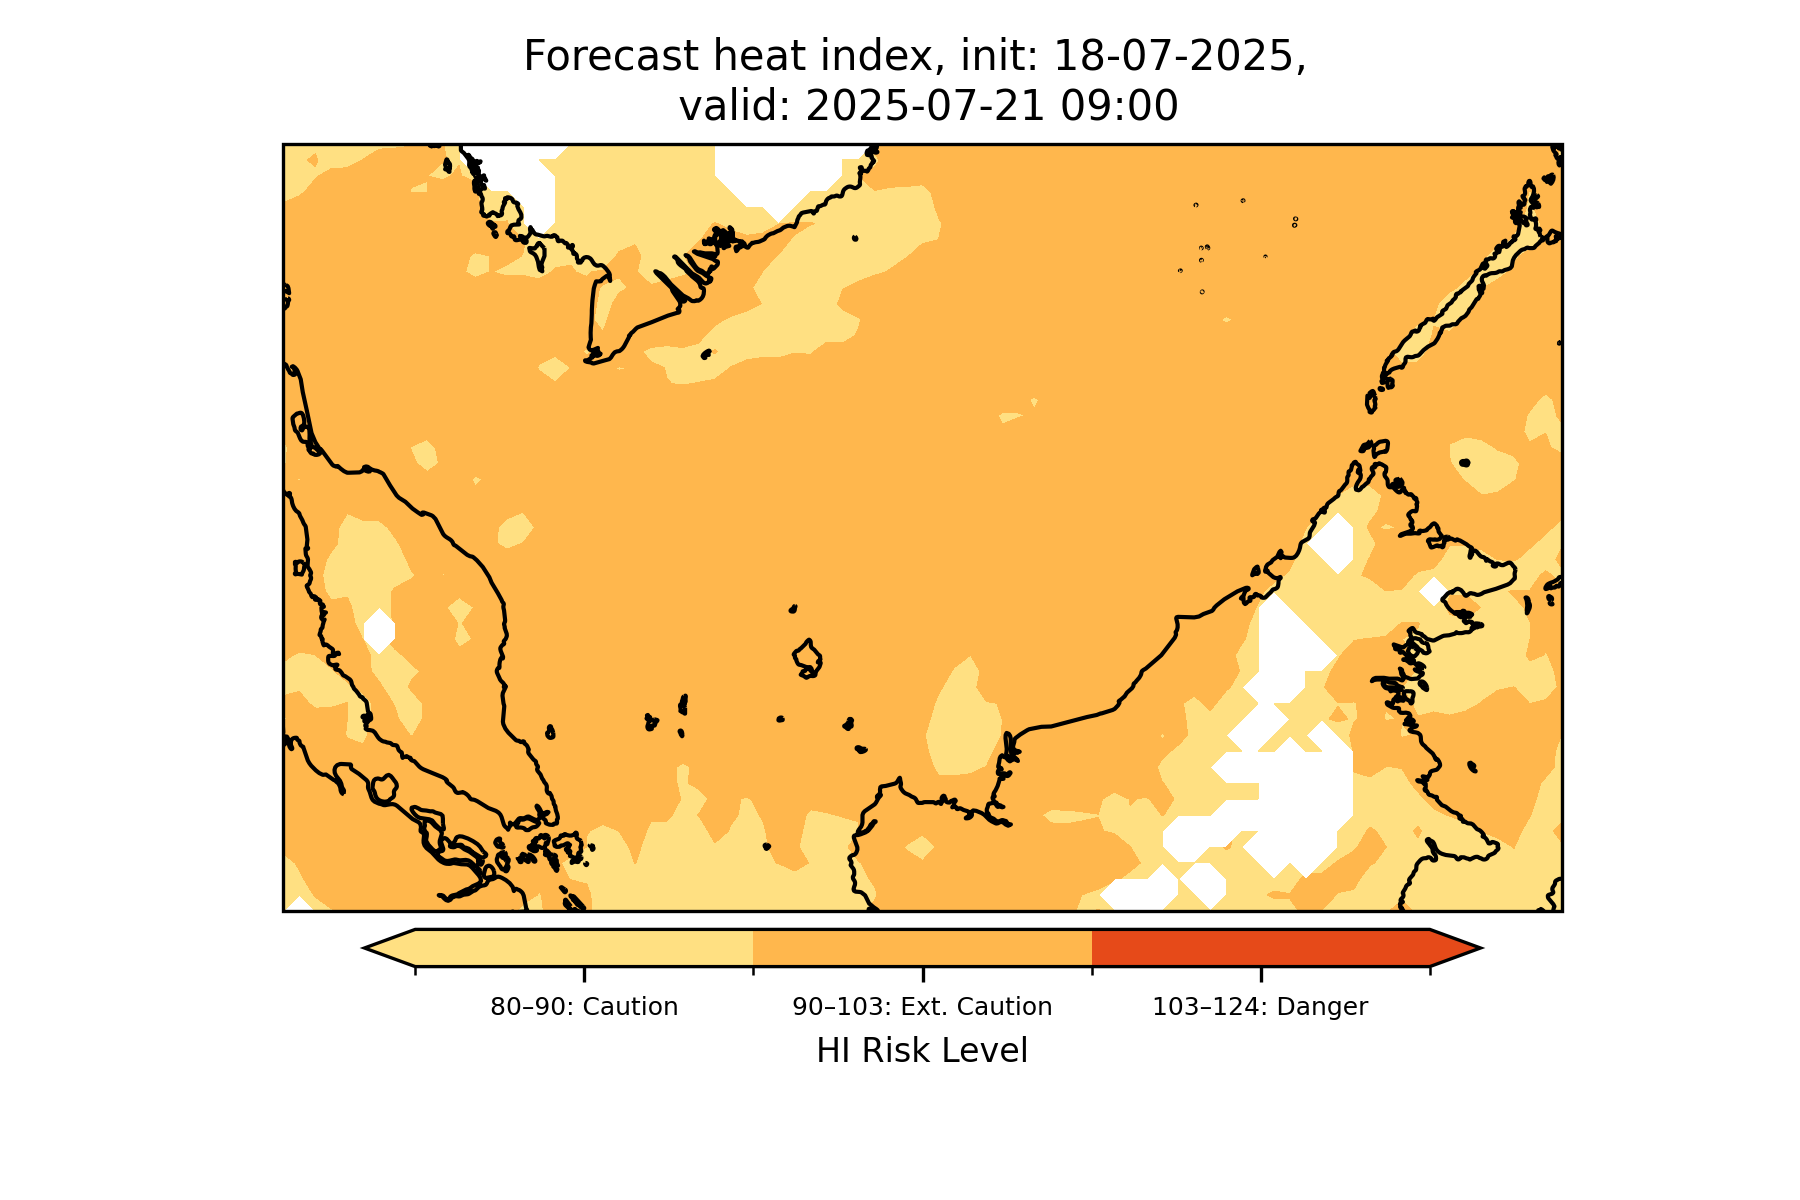 Forecast heat index, init: 18-07-2025,
valid: 2025-07-21 09:00
80–90: Caution
90–103: Ext. Caution
103–124: Danger
HI Risk Level